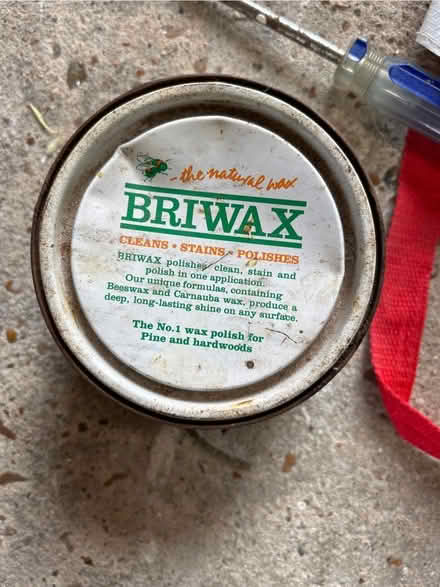 the natural wax
BRIWAX
CLEANS • STAINS • POLISHES
BRIWAX polishes clean, stain and
polish in one application.
Our unique formulas, containing
Beeswax and Carnauba wax, produce a
deep, long-lasting shine on any surface.
The No.1 wax polish for
Pine and hardwoods